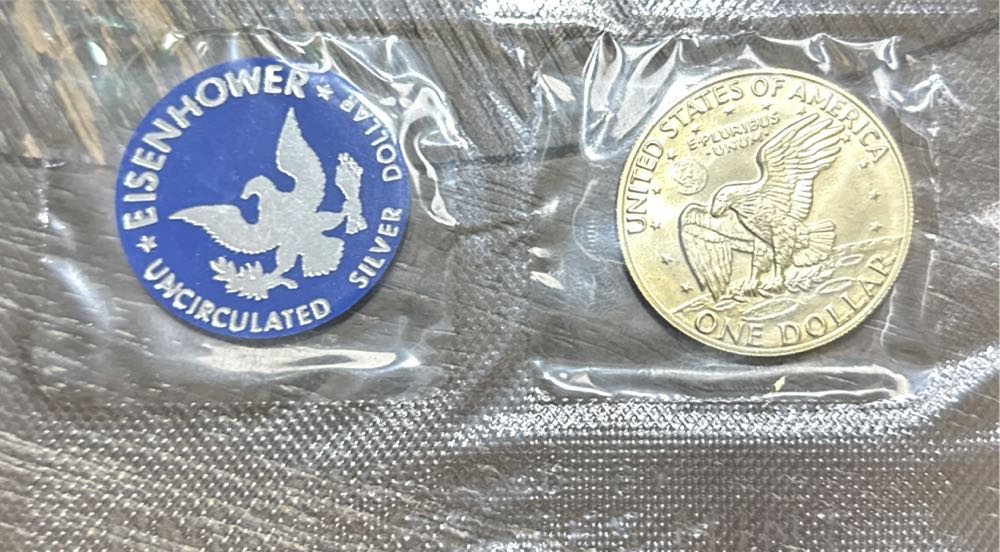 EISENHOWER
UNCIRCULATED
SILVER DOLLAR
UNITED STATES OF AMERICA
E·PLURIBUS
UNUM
ONE DOLLAR